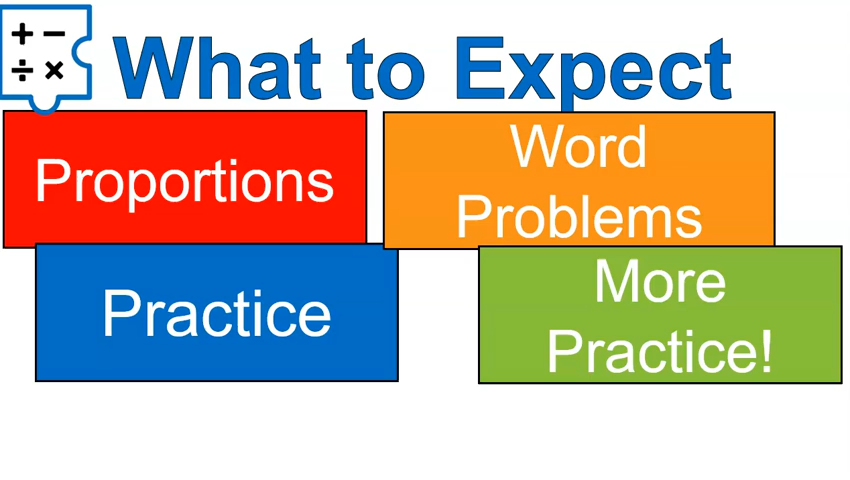 + −
÷ ×
What to Expect
Proportions
Word
Problems
Practice
More
Practice!